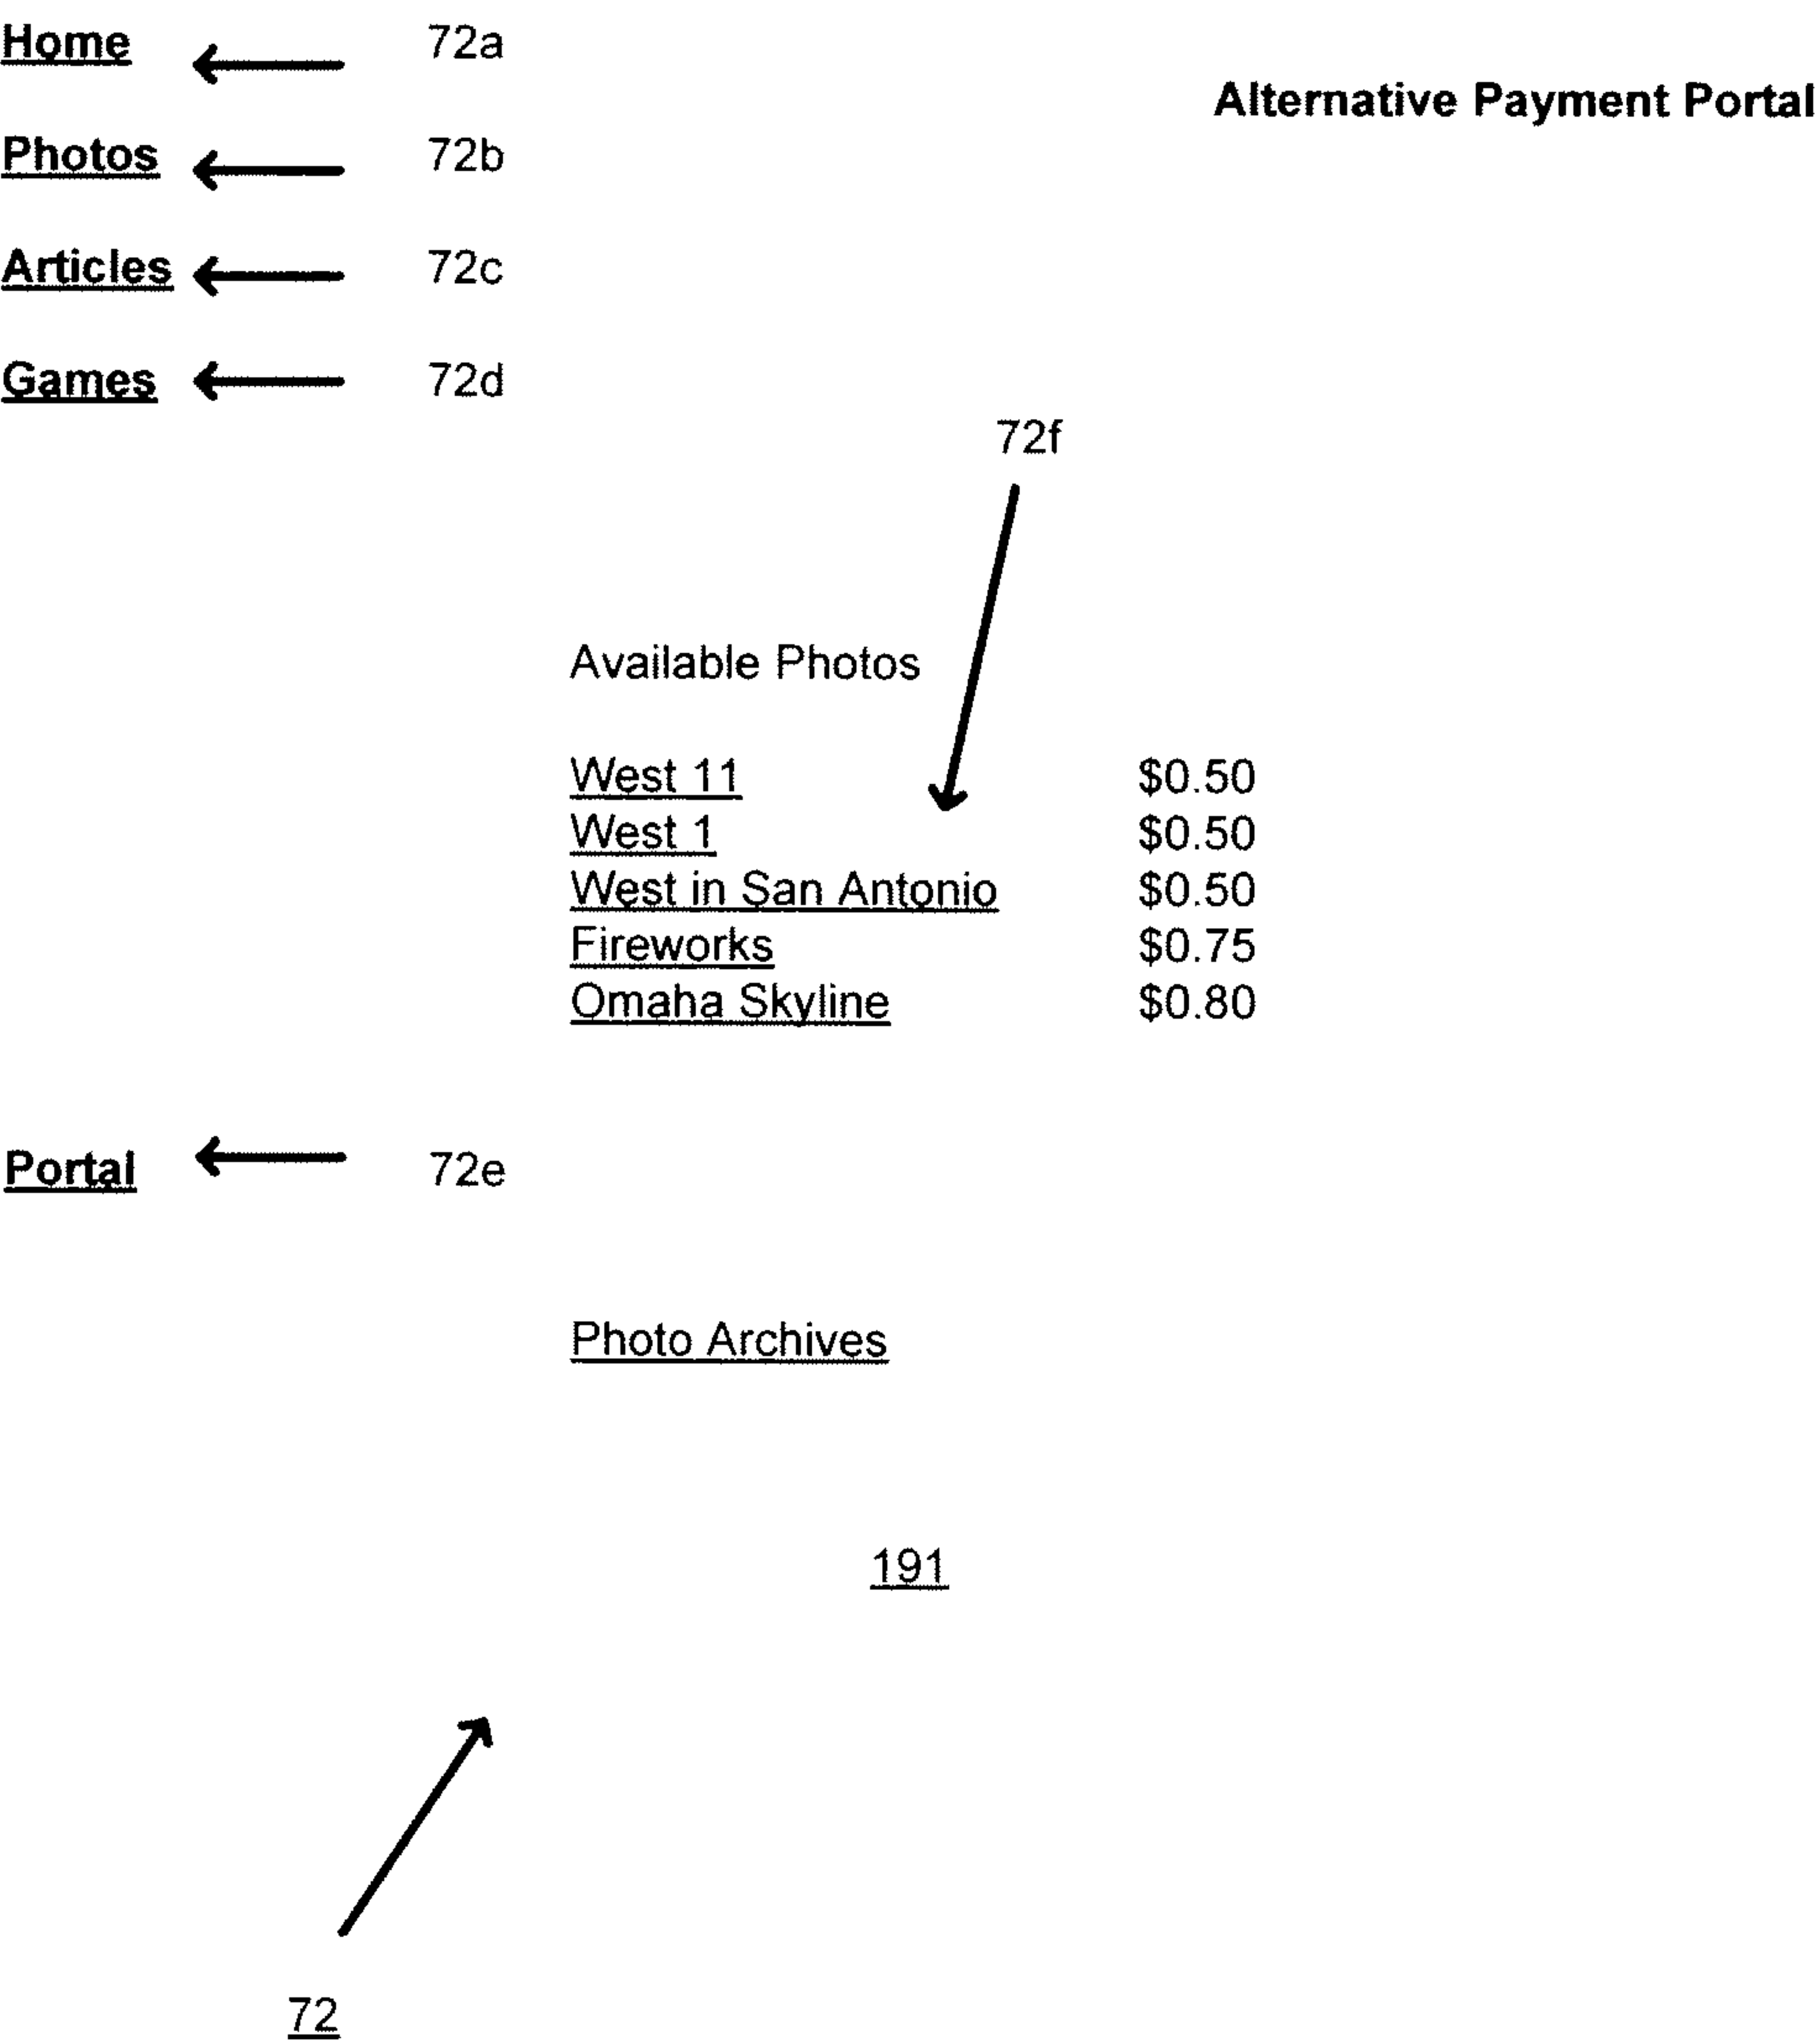 Home 72a
Alternative Payment Portal
Photos 72b
Articles 72c
Games 72d
72f
Available Photos
West 11 $0.50
West 1 $0.50
West in San Antonio $0.50
Fireworks $0.75
Omaha Skyline $0.80
Portal 72e
Photo Archives
191
72